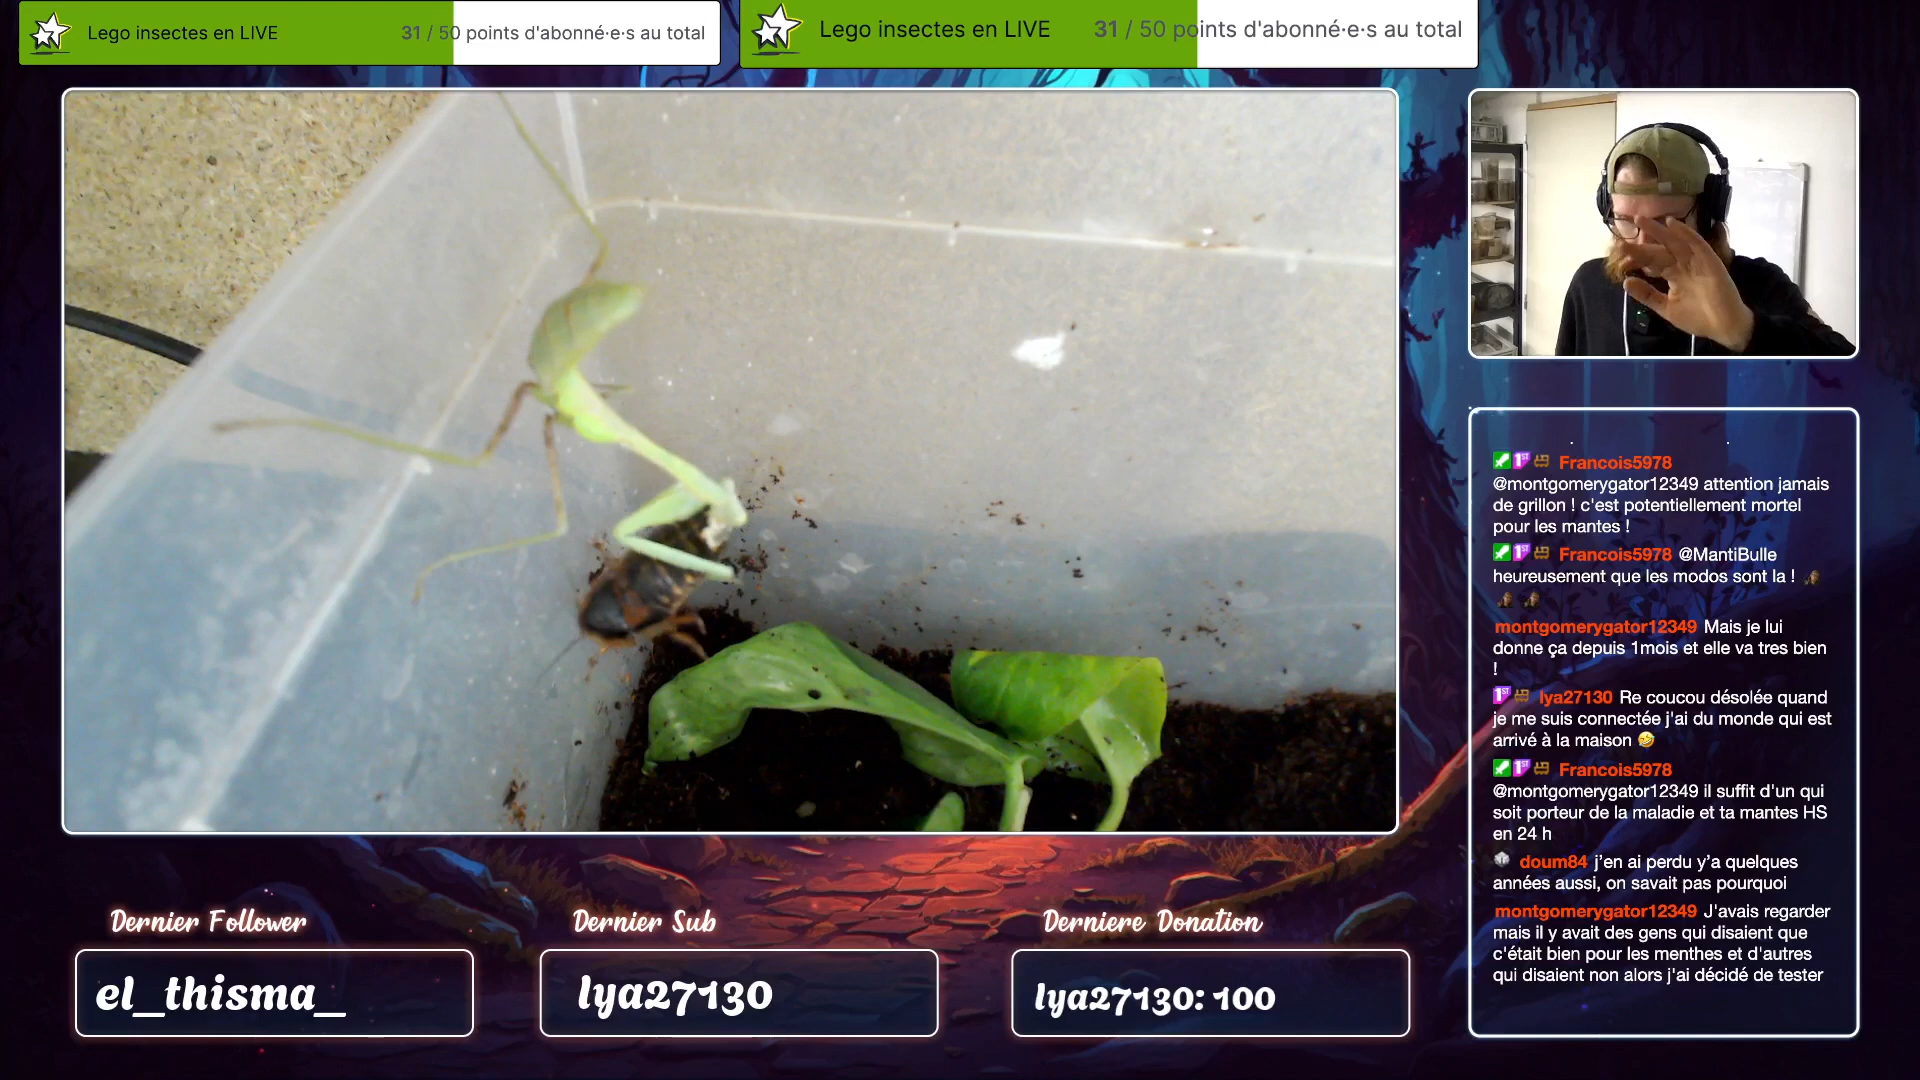 Lego insectes en LIVE 31 / 50 points d'abonné·e·s au total
Lego insectes en LIVE 31 / 50 points d'abonné·e·s au total
Francois5978
@montgomerygator12349 attention jamais
de grillon ! c'est potentiellement mortel
pour les mantes !
Francois5978 @MantiBulle
heureusement que les modos sont la !
montgomerygator12349 Mais je lui
donne ça depuis 1mois et elle va tres bien
!
lya27130 Re coucou désolée quand
je me suis connectée j'ai du monde qui est
arrivé à la maison 🤣
Francois5978
@montgomerygator12349 il suffit d'un qui
soit porteur de la maladie et ta mantes HS
en 24 h
doum84 j’en ai perdu y’a quelques
années aussi, on savait pas pourquoi
montgomerygator12349 J'avais regarder
mais il y avait des gens qui disaient que
c'était bien pour les menthes et d'autres
qui disaient non alors j'ai décidé de tester
Dernier Follower
el_thisma_
Dernier Sub
lya27130
Derniere Donation
lya27130: 100